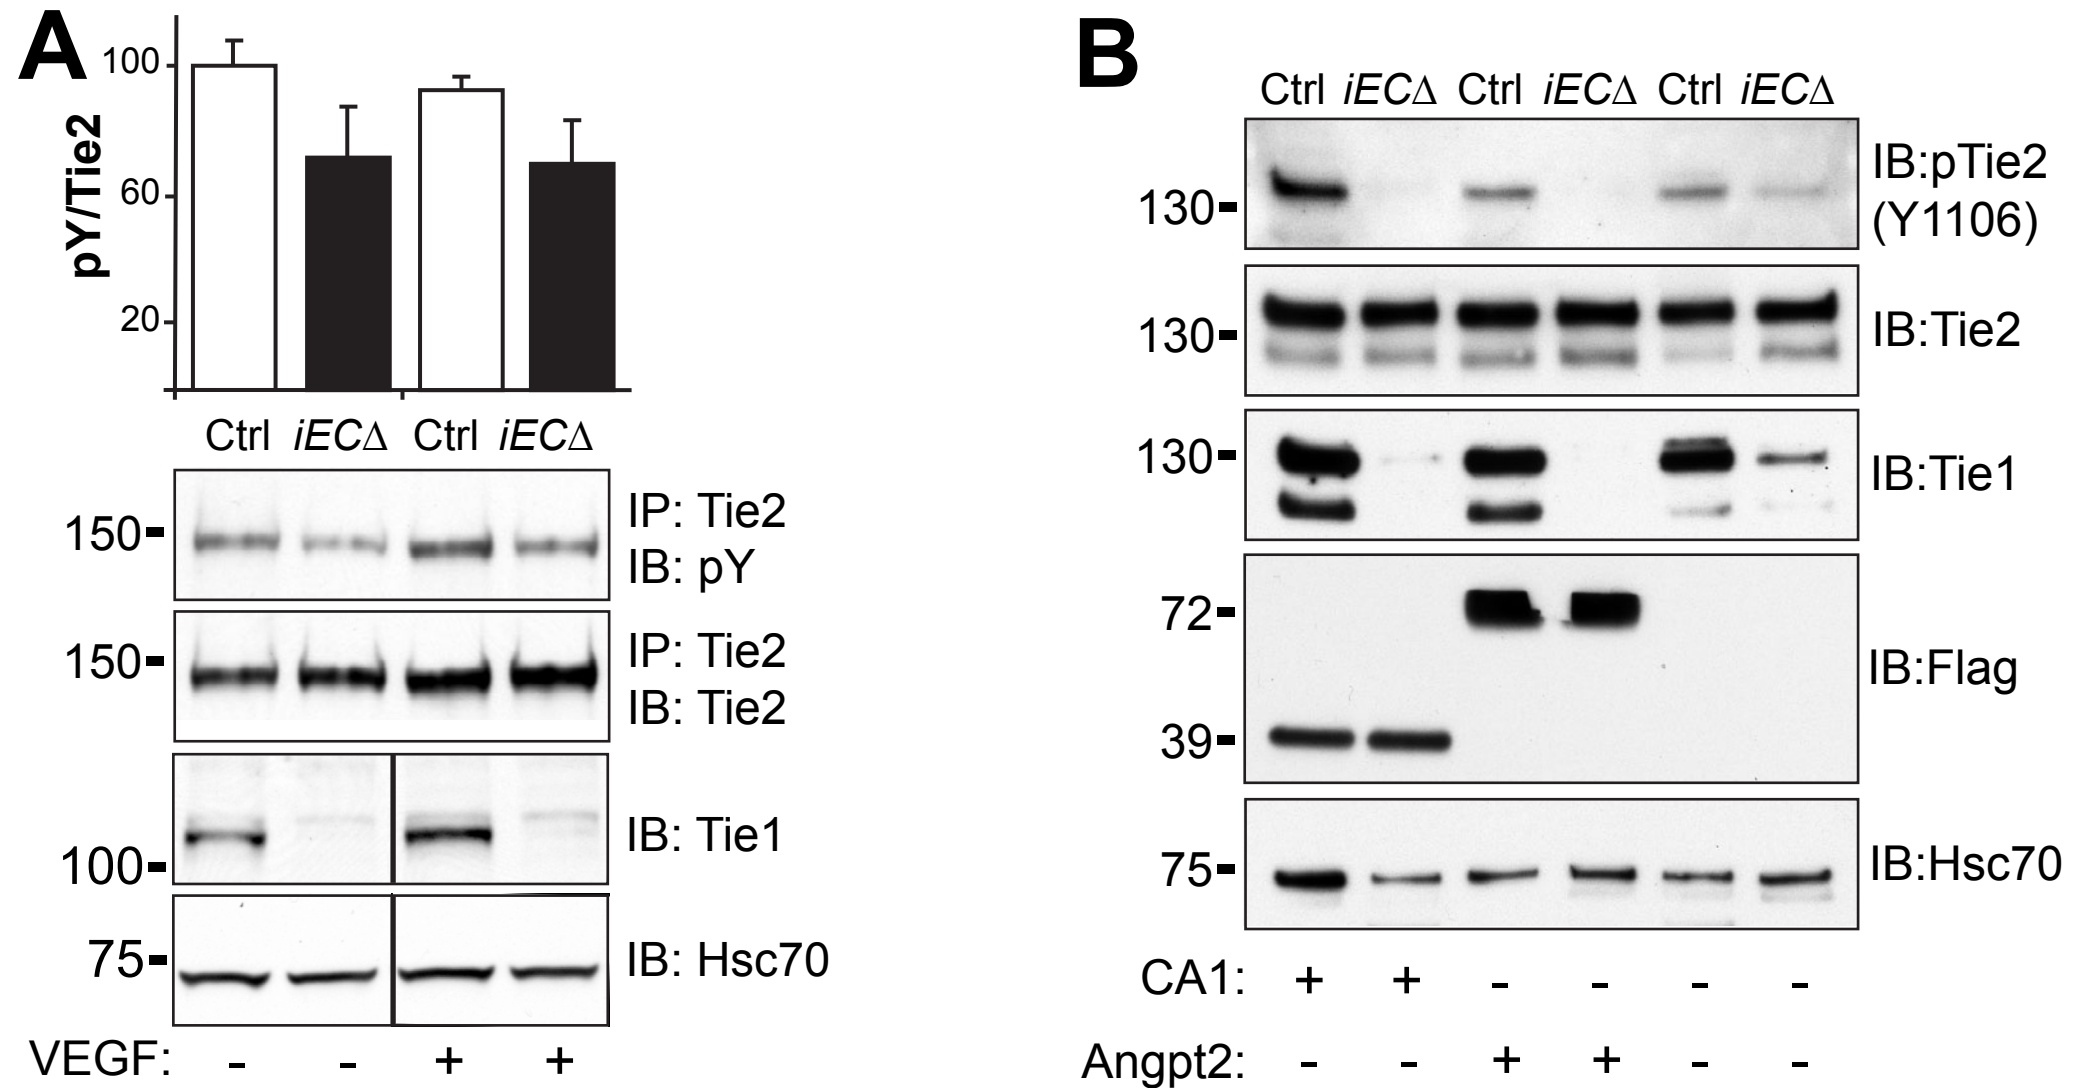 A
100
60
20
pY/Tie2
Ctrl iECΔ Ctrl iECΔ
150
IP: Tie2
IB: pY
150
IP: Tie2
IB: Tie2
100
IB: Tie1
75
IB: Hsc70
VEGF: - - + +
B
Ctrl iECΔ Ctrl iECΔ Ctrl iECΔ
130
IB:pTie2
(Y1106)
130
IB:Tie2
130
IB:Tie1
72
39
IB:Flag
75
IB:Hsc70
CA1: + + - - - -
Angpt2: - - + + - -